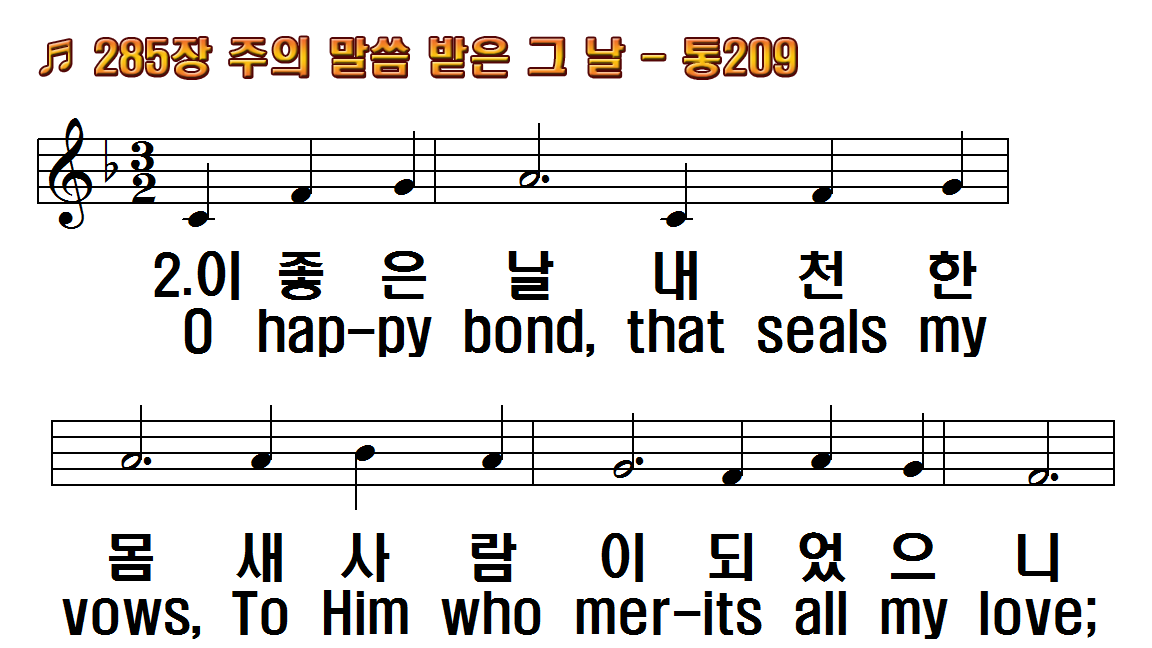 ♬ 285장 주의 말씀 받은 그 날 - 통209
3
2
2.이 좋 은 날 내 천 한
O hap-py bond, that seals my
몸 새 사 람 이 되 었 으 니
vows, To Him who mer-its all my love;